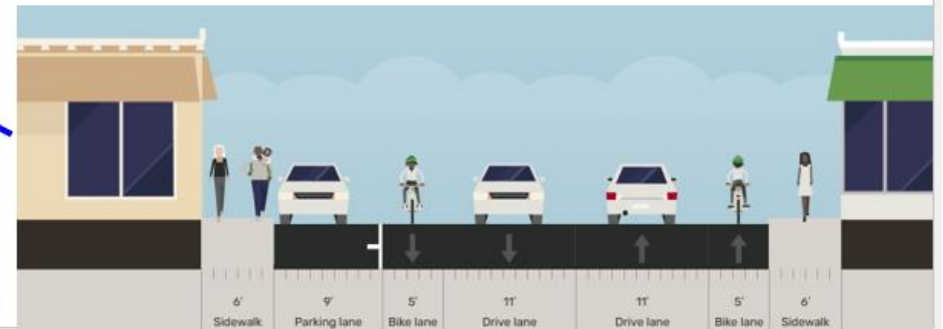 6' 9' 5' 11' 11' 5' 6'
Sidewalk Parking lane Bike lane Drive lane Drive lane Bike lane Sidewalk